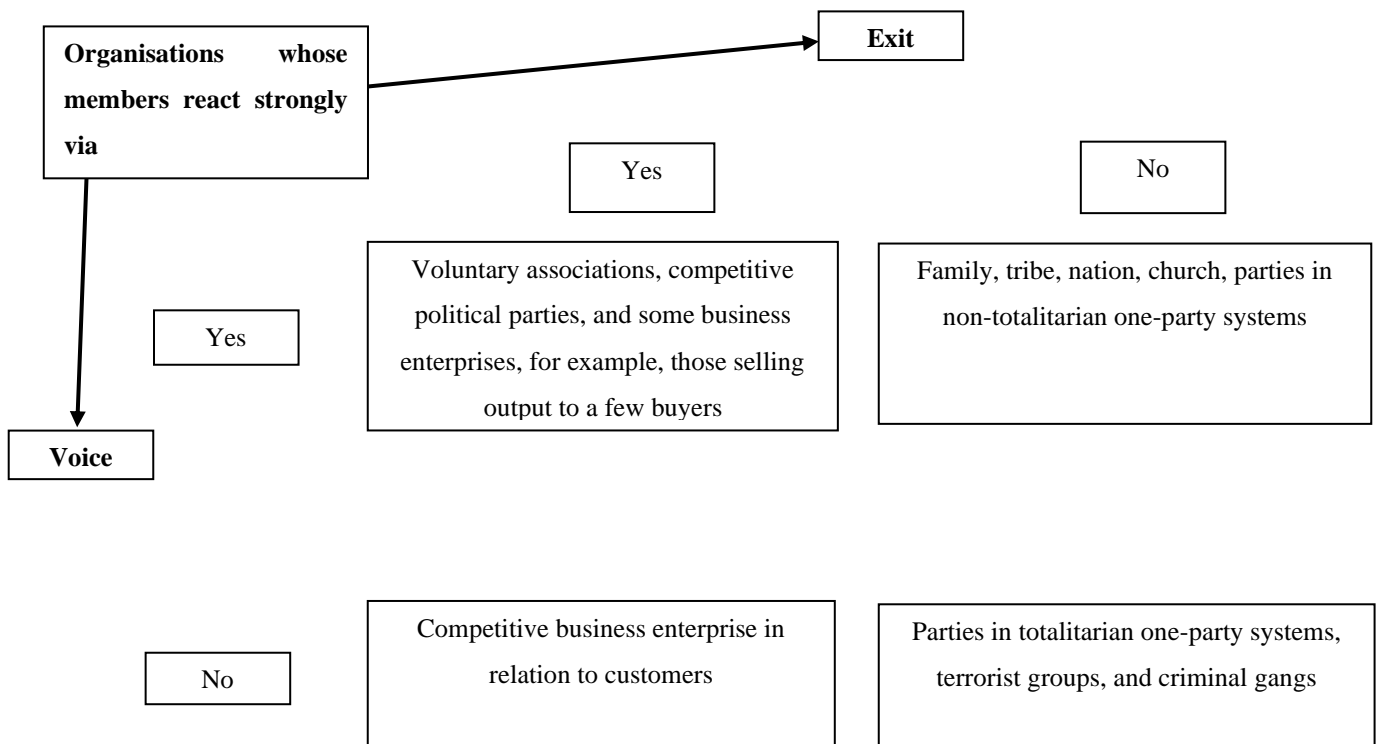 Exit
Organisations whose
members react strongly
via
Yes
No
Voluntary associations, competitive
political parties, and some business
enterprises, for example, those selling
output to a few buyers
Family, tribe, nation, church, parties in
non-totalitarian one-party systems
Yes
Voice
Competitive business enterprise in
relation to customers
Parties in totalitarian one-party systems,
terrorist groups, and criminal gangs
No